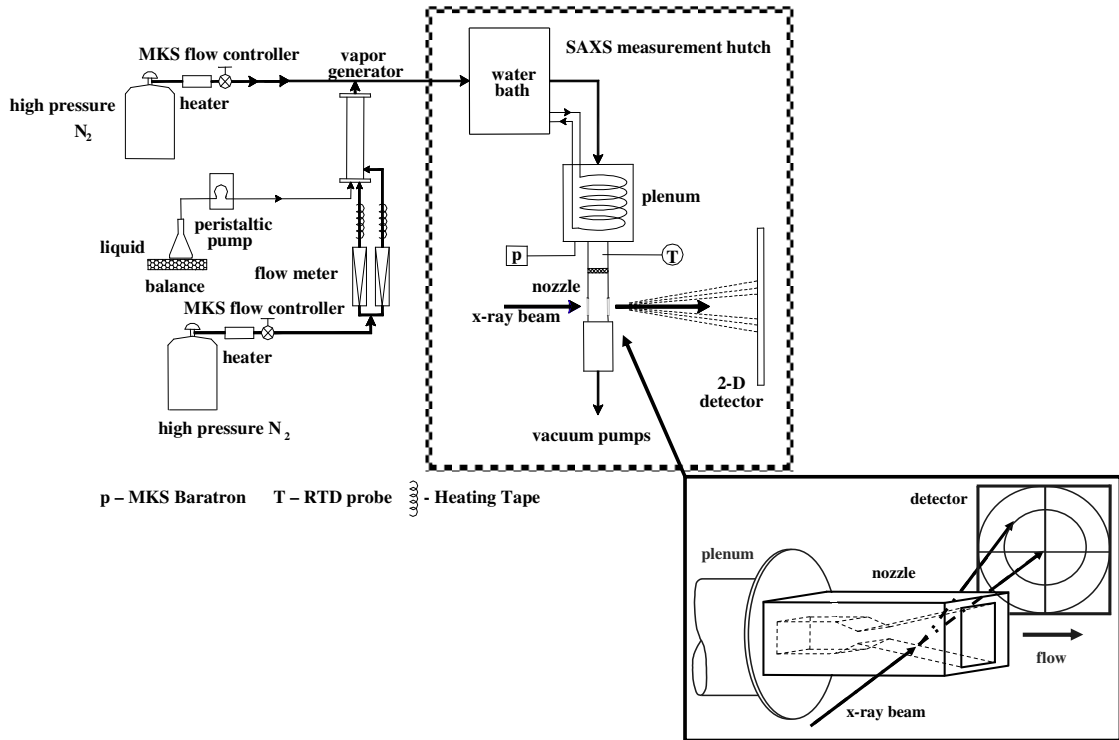 SAXS measurement hutch
MKS flow controller
vapor
generator
water
bath
heater
high pressure
N2
plenum
peristaltic
pump
liquid
balance
flow meter
p
T
nozzle
x-ray beam
MKS flow controller
heater
2-D
detector
high pressure N2
vacuum pumps
p – MKS Baratron T – RTD probe - Heating Tape
detector
plenum
nozzle
flow
x-ray beam